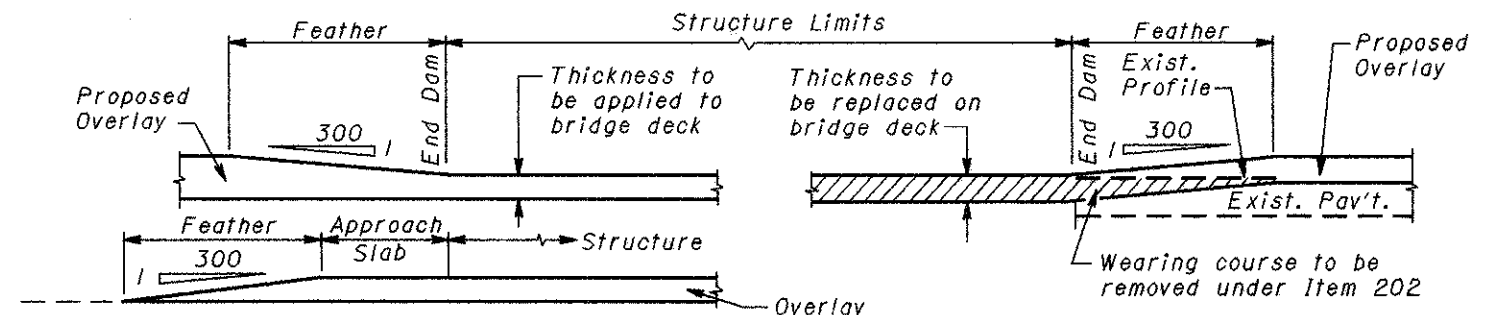 Feather
Structure Limits
Feather
Proposed
Overlay
300
1
End Dam
Thickness to
be applied to
bridge deck
Thickness to
be replaced on
bridge deck
End Dam
Exist.
Profile
300
1
Proposed
Overlay
Exist. Pav't.
Feather
Approach
Slab
Structure
300
1
Overlay
Wearing course to be
removed under Item 202